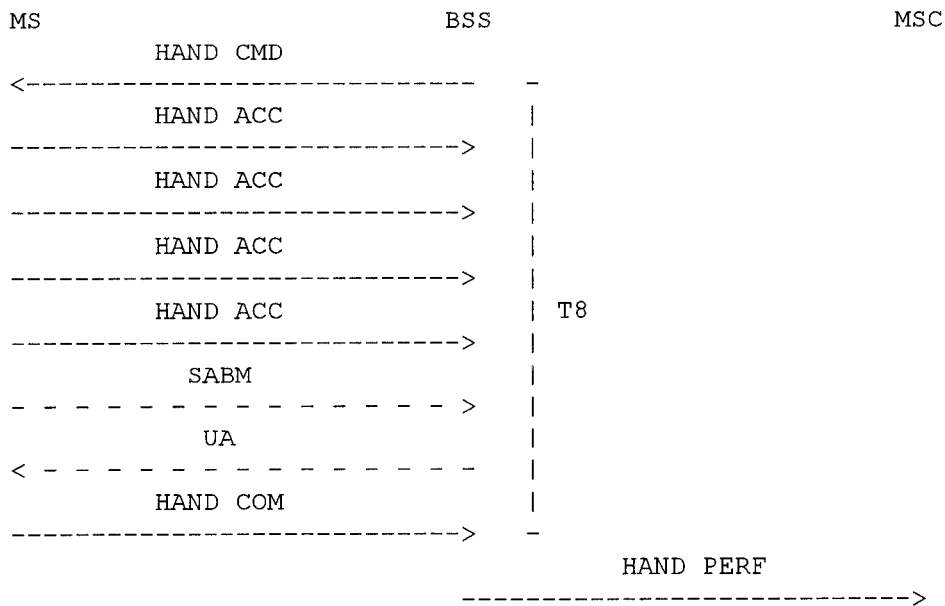 MS BSS MSC
HAND CMD
HAND ACC
HAND ACC
HAND ACC
HAND ACC
T8
SABM
UA
HAND COM
HAND PERF